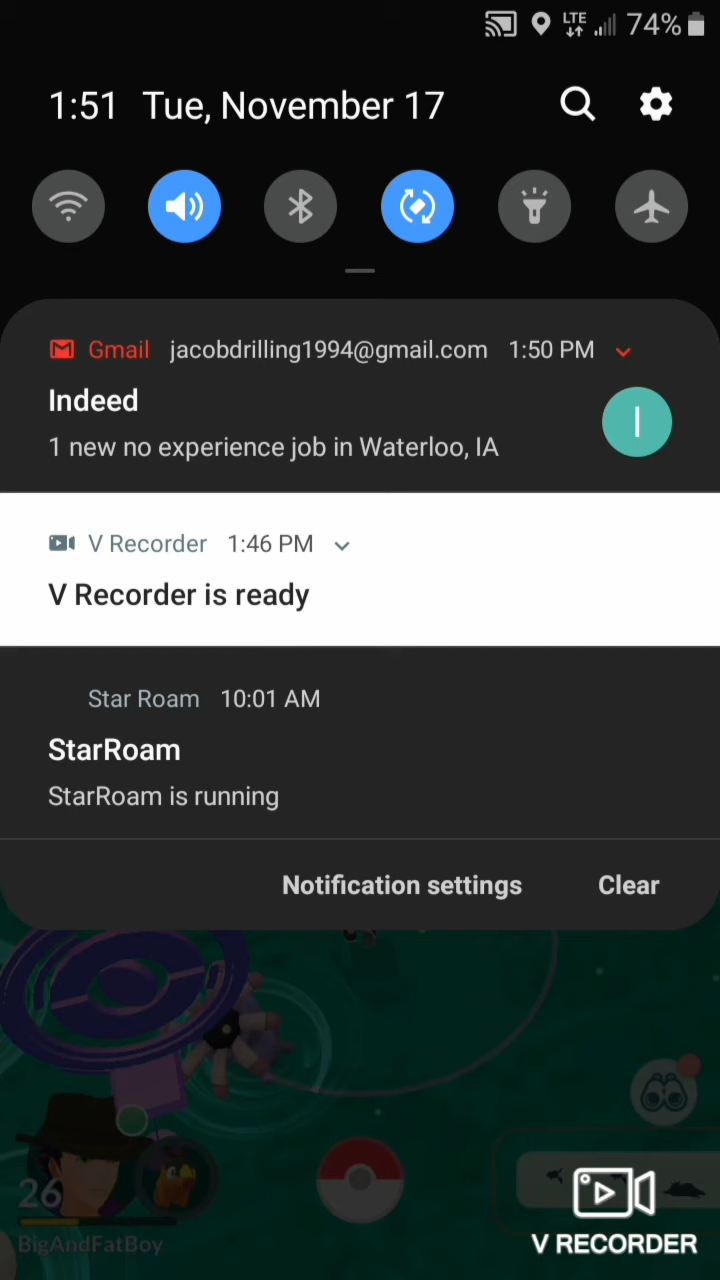 LTE 74%
1:51 Tue, November 17
Gmail jacobdrilling1994@gmail.com 1:50 PM
Indeed
I
1 new no experience job in Waterloo, IA
V Recorder 1:46 PM
V Recorder is ready
Star Roam 10:01 AM
StarRoam
StarRoam is running
Notification settings Clear
26
BigAndFatBoy
V RECORDER